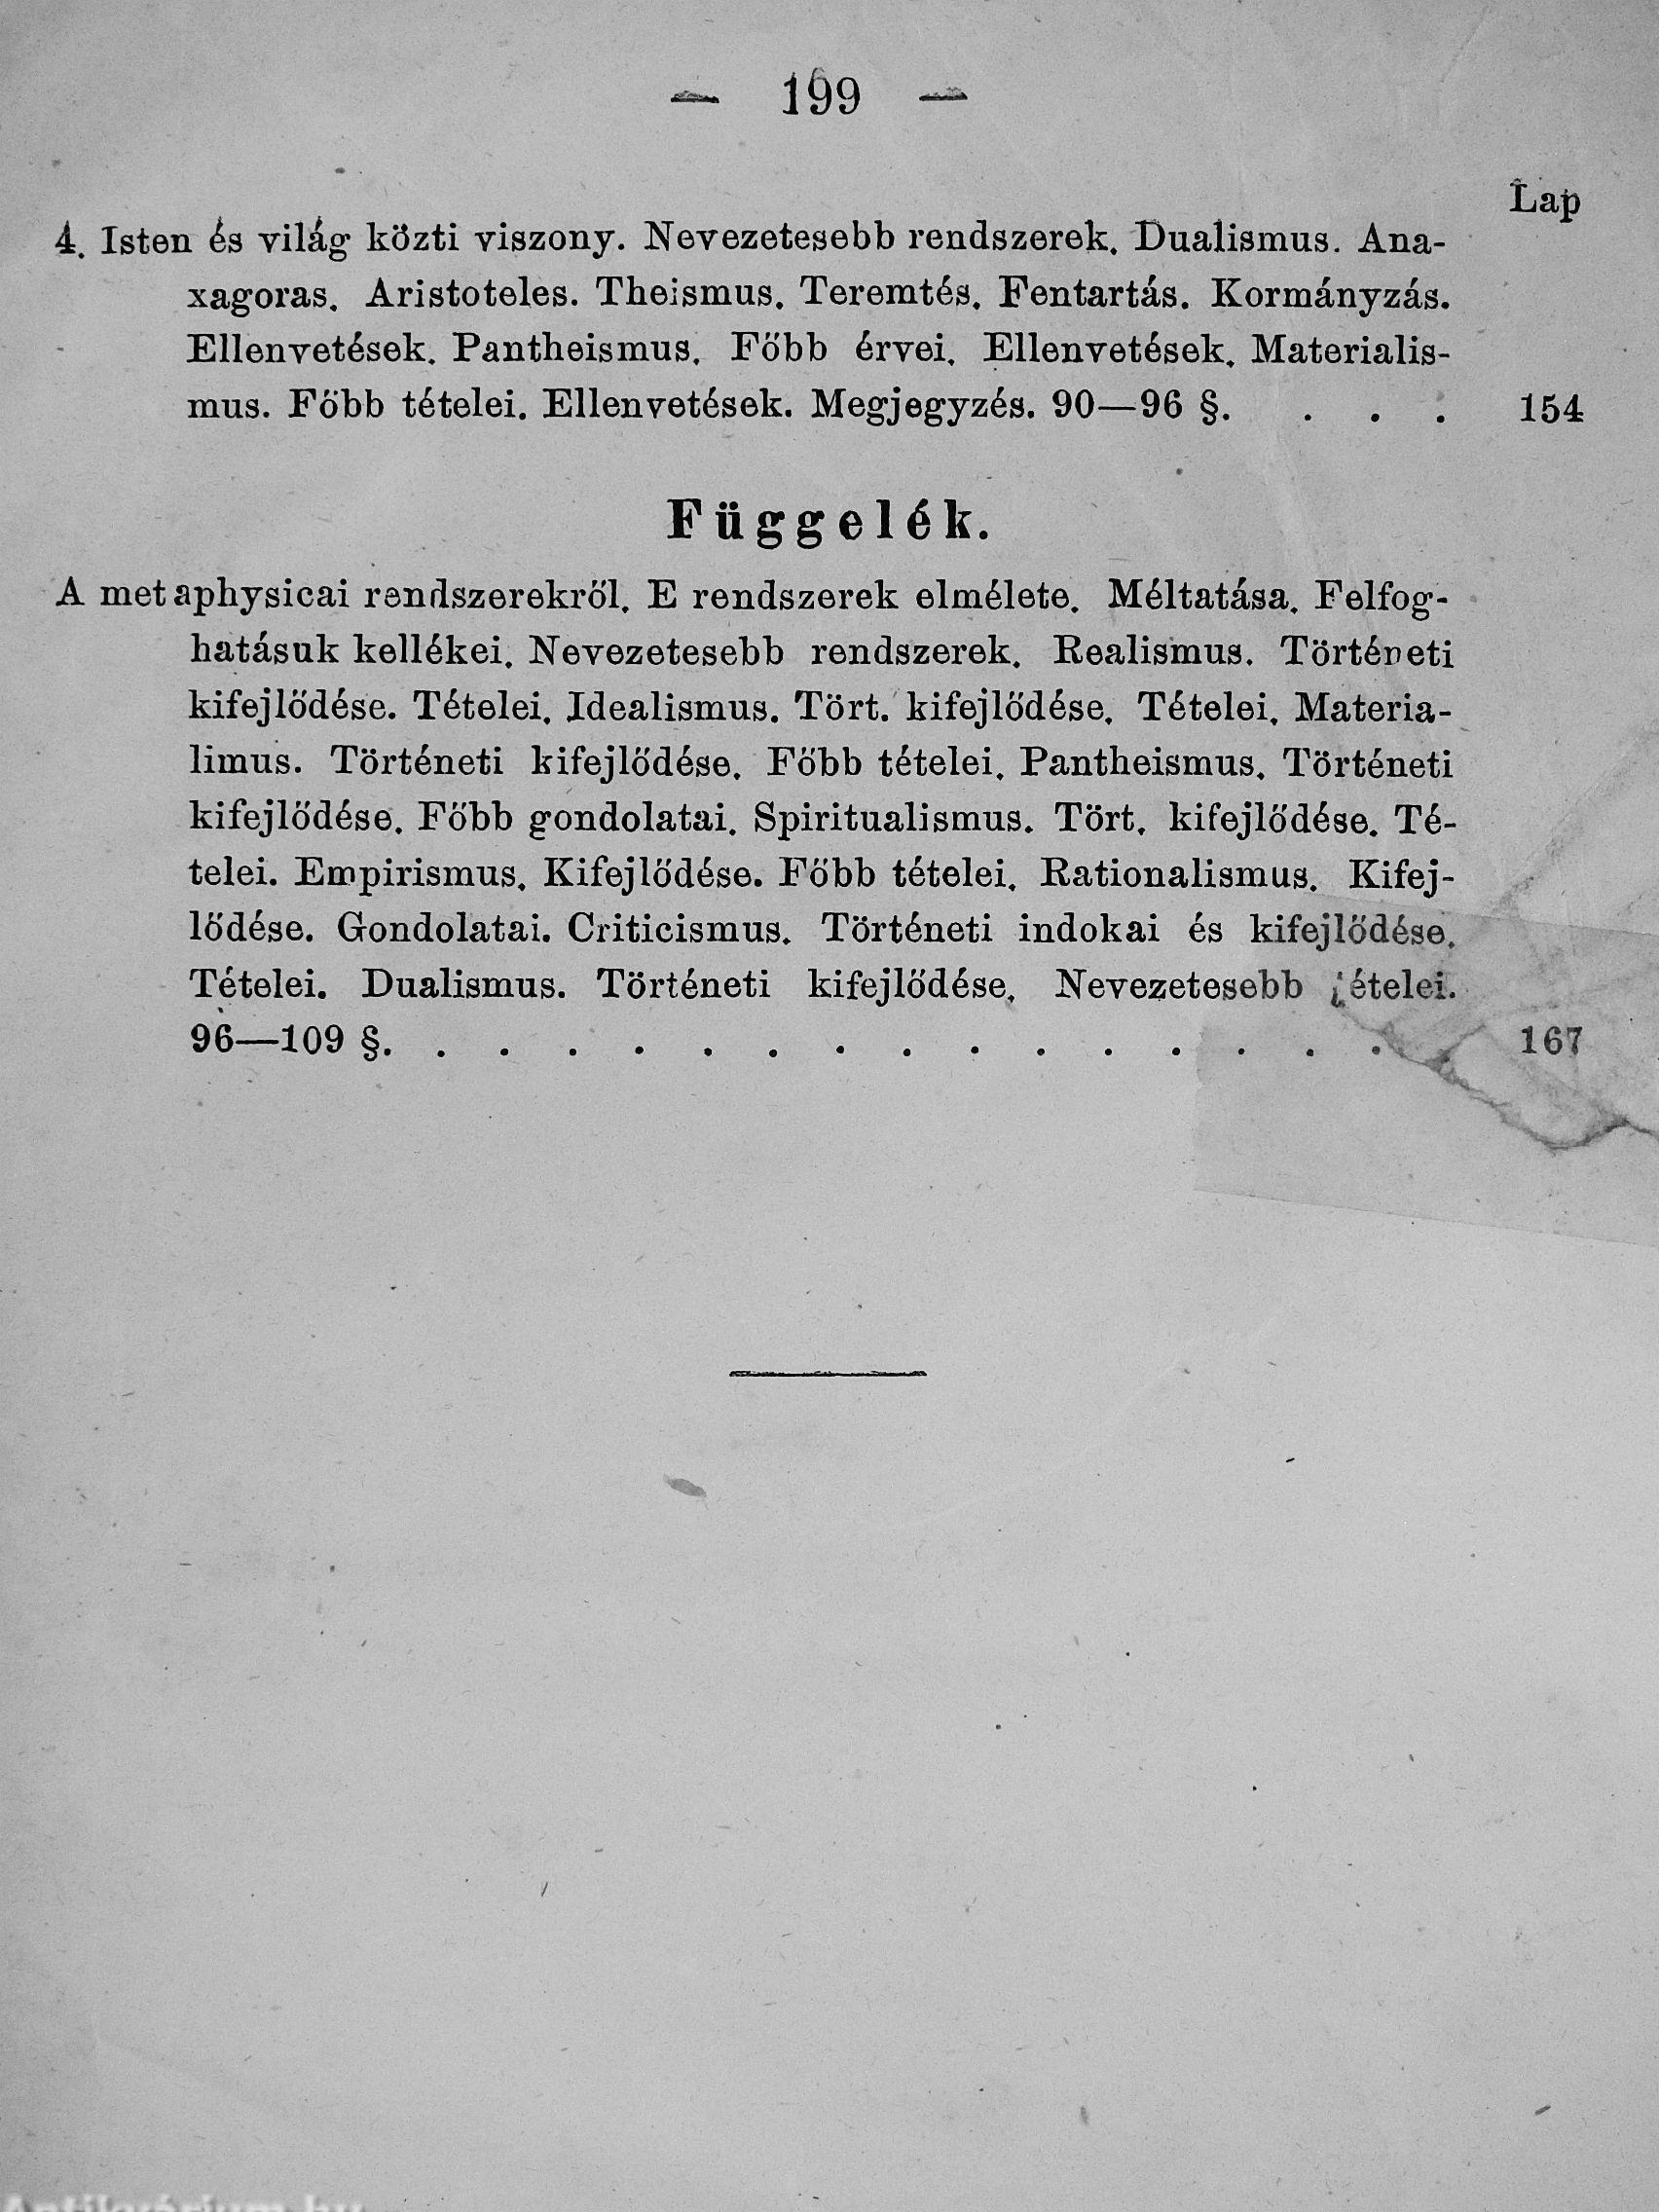 — 199 —
Lap
4. Isten és világ közti viszony. Nevezetesebb rendszerek. Dualismus. Ana-
xagoras. Aristoteles. Theismus. Teremtés. Fentartás. Kormányzás.
Ellenvetések. Pantheismus. Főbb érvei. Ellenvetések. Materialis-
mus. Főbb tételei. Ellenvetések. Megjegyzés. 90—96 §. . . . 154
Függelék.
A metaphysicai rendszerekről. E rendszerek elmélete. Méltatása. Felfog-
hatásuk kellékei. Nevezetesebb rendszerek. Realismus. Történeti
kifejlődése. Tételei. Idealismus. Tört. kifejlődése. Tételei. Materia-
limus. Történeti kifejlődése. Főbb tételei. Pantheismus. Történeti
kifejlődése. Főbb gondolatai. Spiritualismus. Tört. kifejlődése. Té-
telei. Empirismus. Kifejlődése. Főbb tételei. Rationalismus. Kifej-
lődése. Gondolatai. Criticismus. Történeti indokai és kifejlődése.
Tételei. Dualismus. Történeti kifejlődése. Nevezetesebb tételei.
96—109 §. . . . . . . . . . . . . . . . . 167